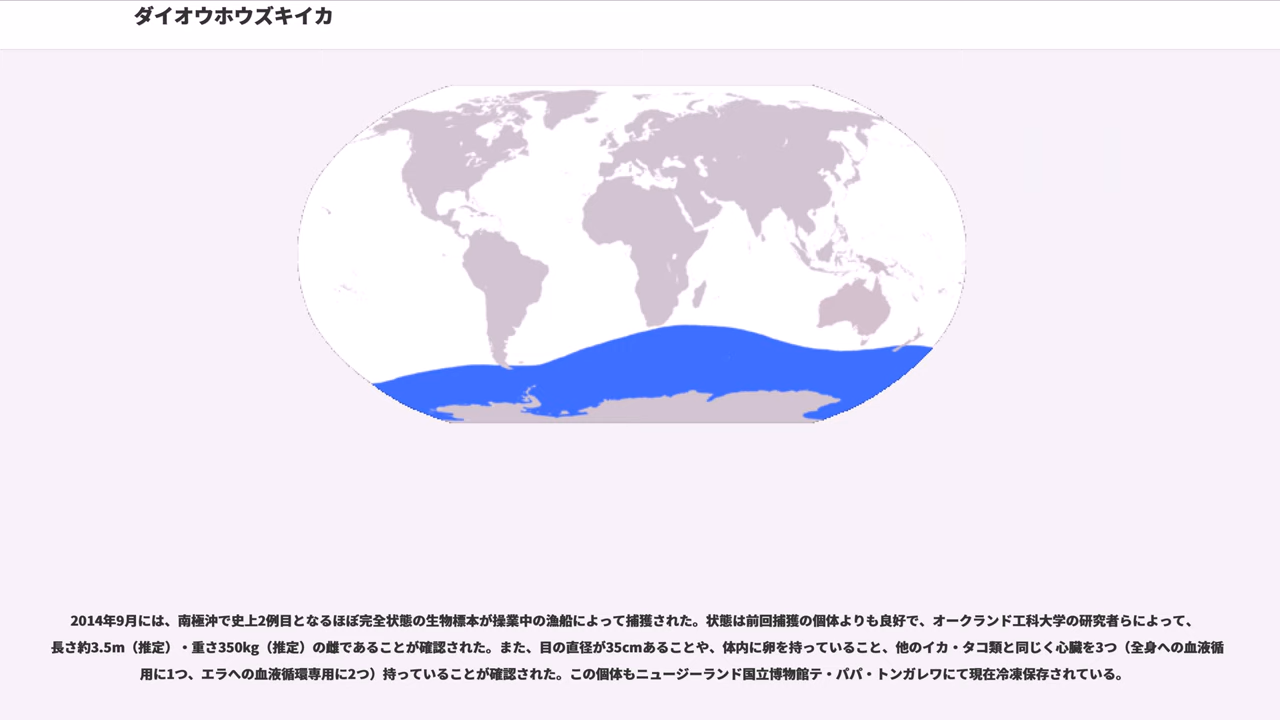 ダイオウホウズキイカ
2014年9月には、南極沖で史上2例目となるほぼ完全状態の生物標本が操業中の漁船によって捕獲された。状態は前回捕獲の個体よりも良好で、オークランド工科大学の研究者らによって、
長さ約3.5m（推定）・重さ350kg（推定）の雌であることが確認された。また、目の直径が35cmあることや、体内に卵を持っていること、他のイカ・タコ類と同じく心臓を3つ（全身への血液循
用に1つ、エラへの血液循環専用に2つ）持っていることが確認された。この個体もニュージーランド国立博物館テ・パパ・トンガレワにて現在冷凍保存されている。